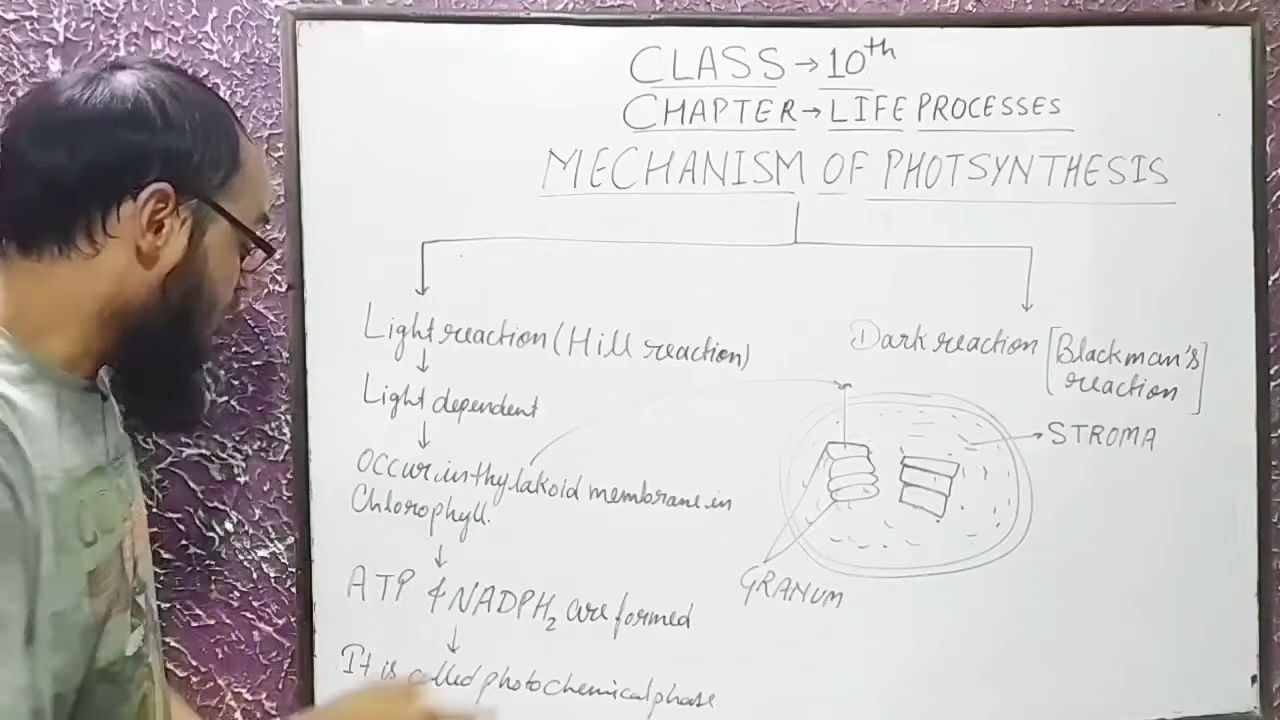 CLASS → 10th
CHAPTER → LIFE PROCESSES
MECHANISM OF PHOTSYNTHESIS
Light reaction (Hill reaction)
↓
Light dependent
↓
Occur in thylakoid membrane in
Chlorophyll.
↓
ATP & NADPH₂ are formed
↓
It is called photochemical phase
Dark reaction [Blackman's
reaction]
STROMA
GRANUM